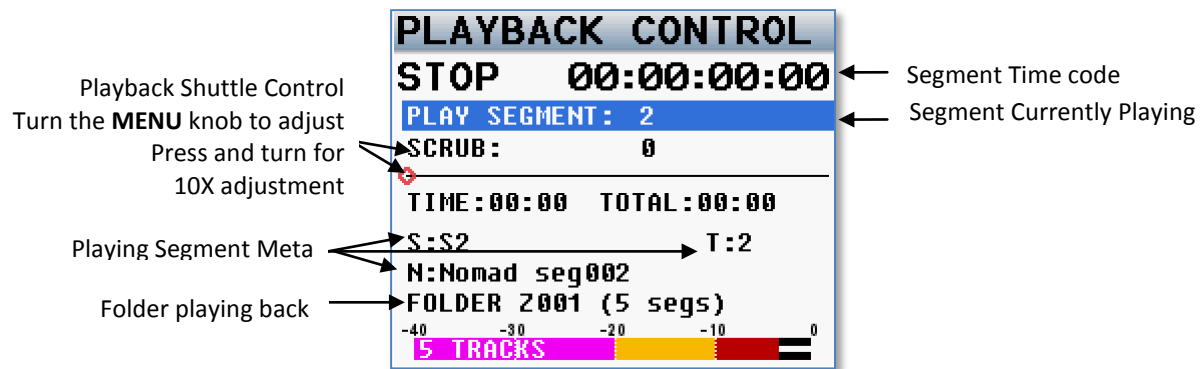 PLAYBACK CONTROL
STOP 00:00:00:00
PLAY SEGMENT: 2
SCRUB: 0
TIME:00:00 TOTAL:00:00
S:S2 T:2
N:Nomad seg002
FOLDER Z001 (5 segs)
-40 -30 -20 -10 0
5 TRACKS
Playback Shuttle Control
Turn the MENU knob to adjust
Press and turn for
10X adjustment
Playing Segment Meta
Folder playing back
Segment Time code
Segment Currently Playing